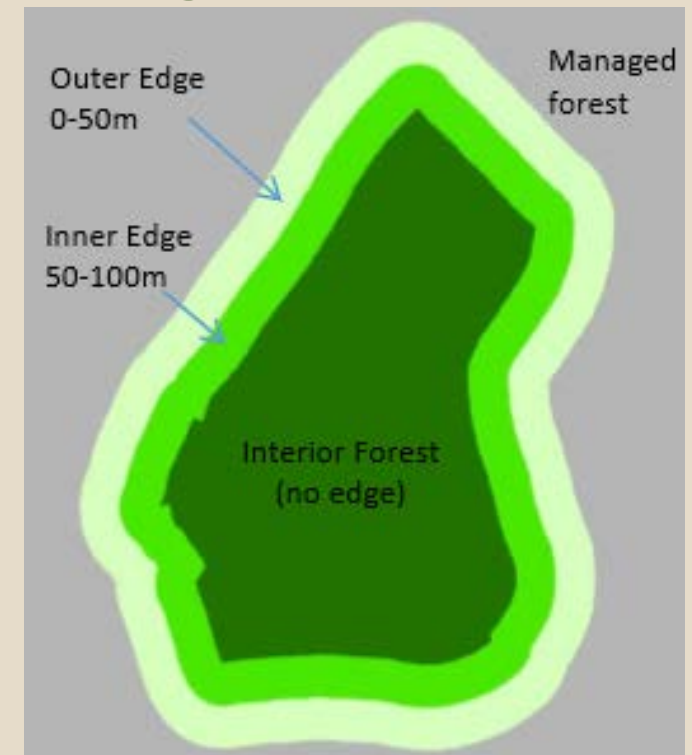 Outer Edge
0-50m
Managed
forest
Inner Edge
50-100m
Interior Forest
(no edge)